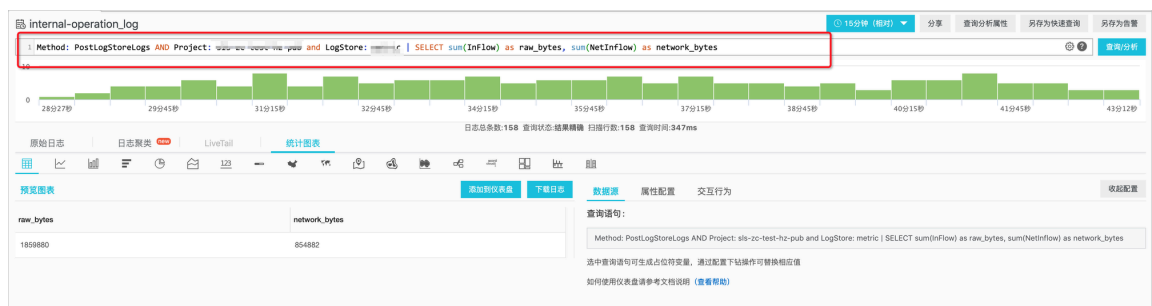 internal-operation_log
15分钟（相对）
分享
查询分析属性
另存为快速查询
另存为告警
1 Method: PostLogStoreLogs AND Project: and LogStore: | SELECT sum(InFlow) as raw_bytes, sum(NetInflow) as network_bytes
查询/分析
10
0
28分27秒
29分45秒
31分15秒
32分45秒
34分15秒
35分45秒
37分15秒
38分45秒
40分15秒
41分45秒
43分12秒
日志总条数:158 查询状态:结果精确 扫描行数:158 查询时间:347ms
原始日志
日志聚类 new
LiveTail
统计图表
123
预览图表
添加到仪表盘
下载日志
数据源
属性配置
交互行为
收起配置
raw_bytes
network_bytes
1859880
854882
查询语句：
Method: PostLogStoreLogs AND Project: sls-zc-test-hz-pub and LogStore: metric | SELECT sum(InFlow) as raw_bytes, sum(NetInflow) as network_bytes
选中查询语句可生成占位符变量，通过配置下钻操作可替换相应值
如何使用仪表盘请参考文档说明（查看帮助）